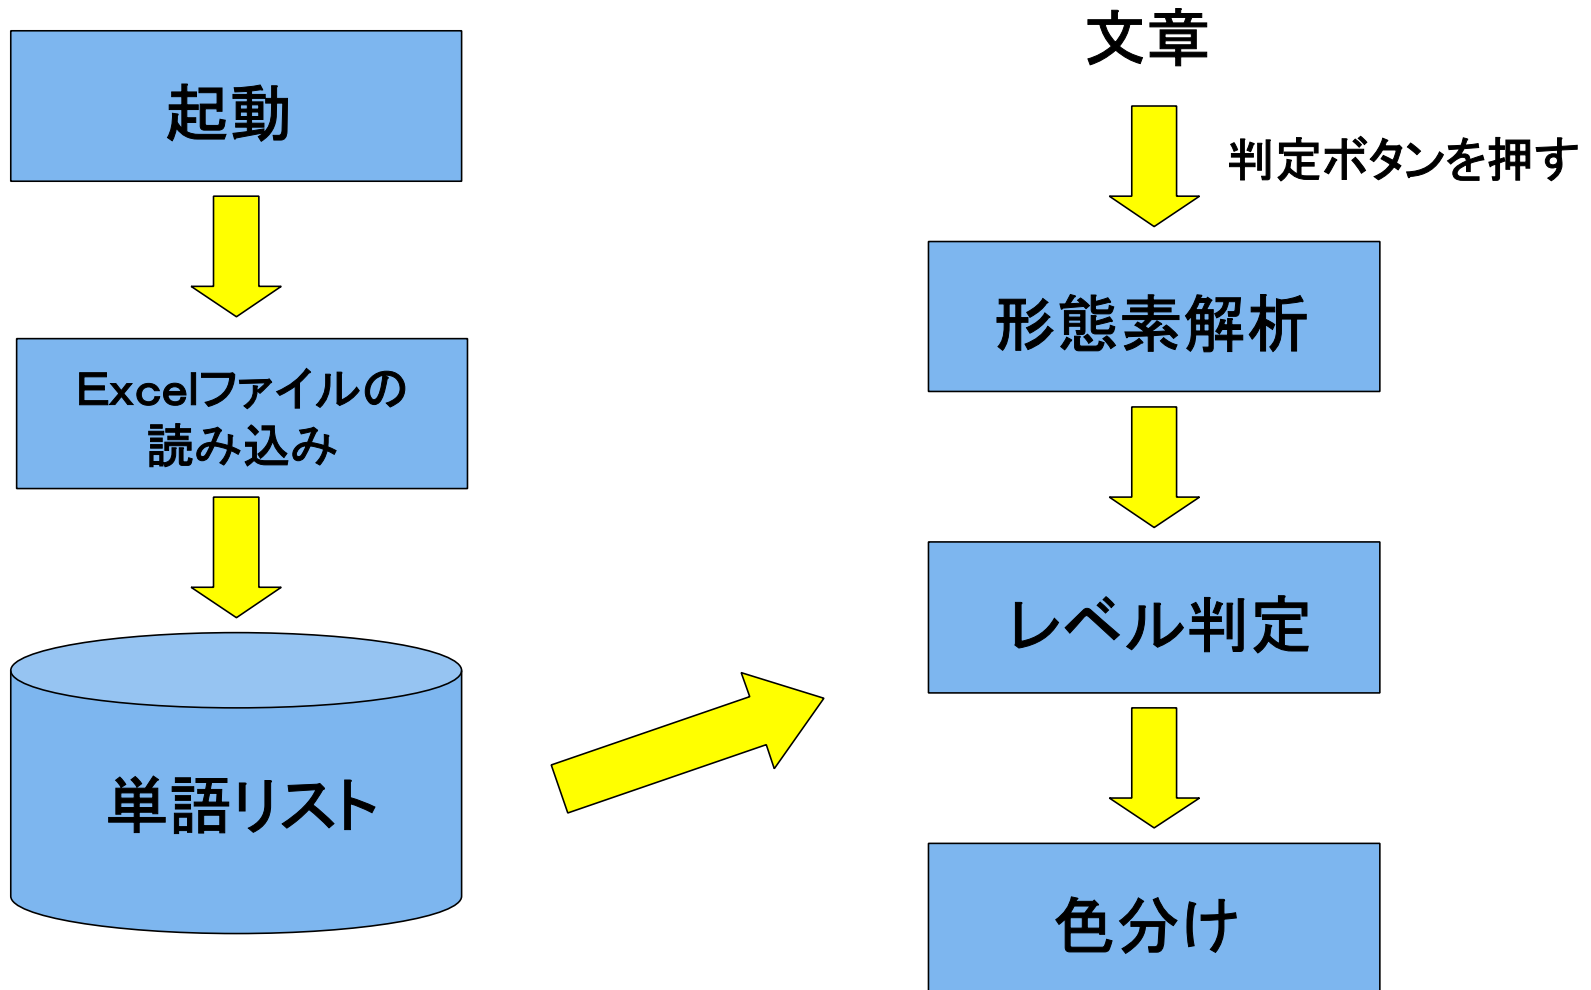 起動
Excelファイルの
読み込み
単語リスト
文章
判定ボタンを押す
形態素解析
レベル判定
色分け